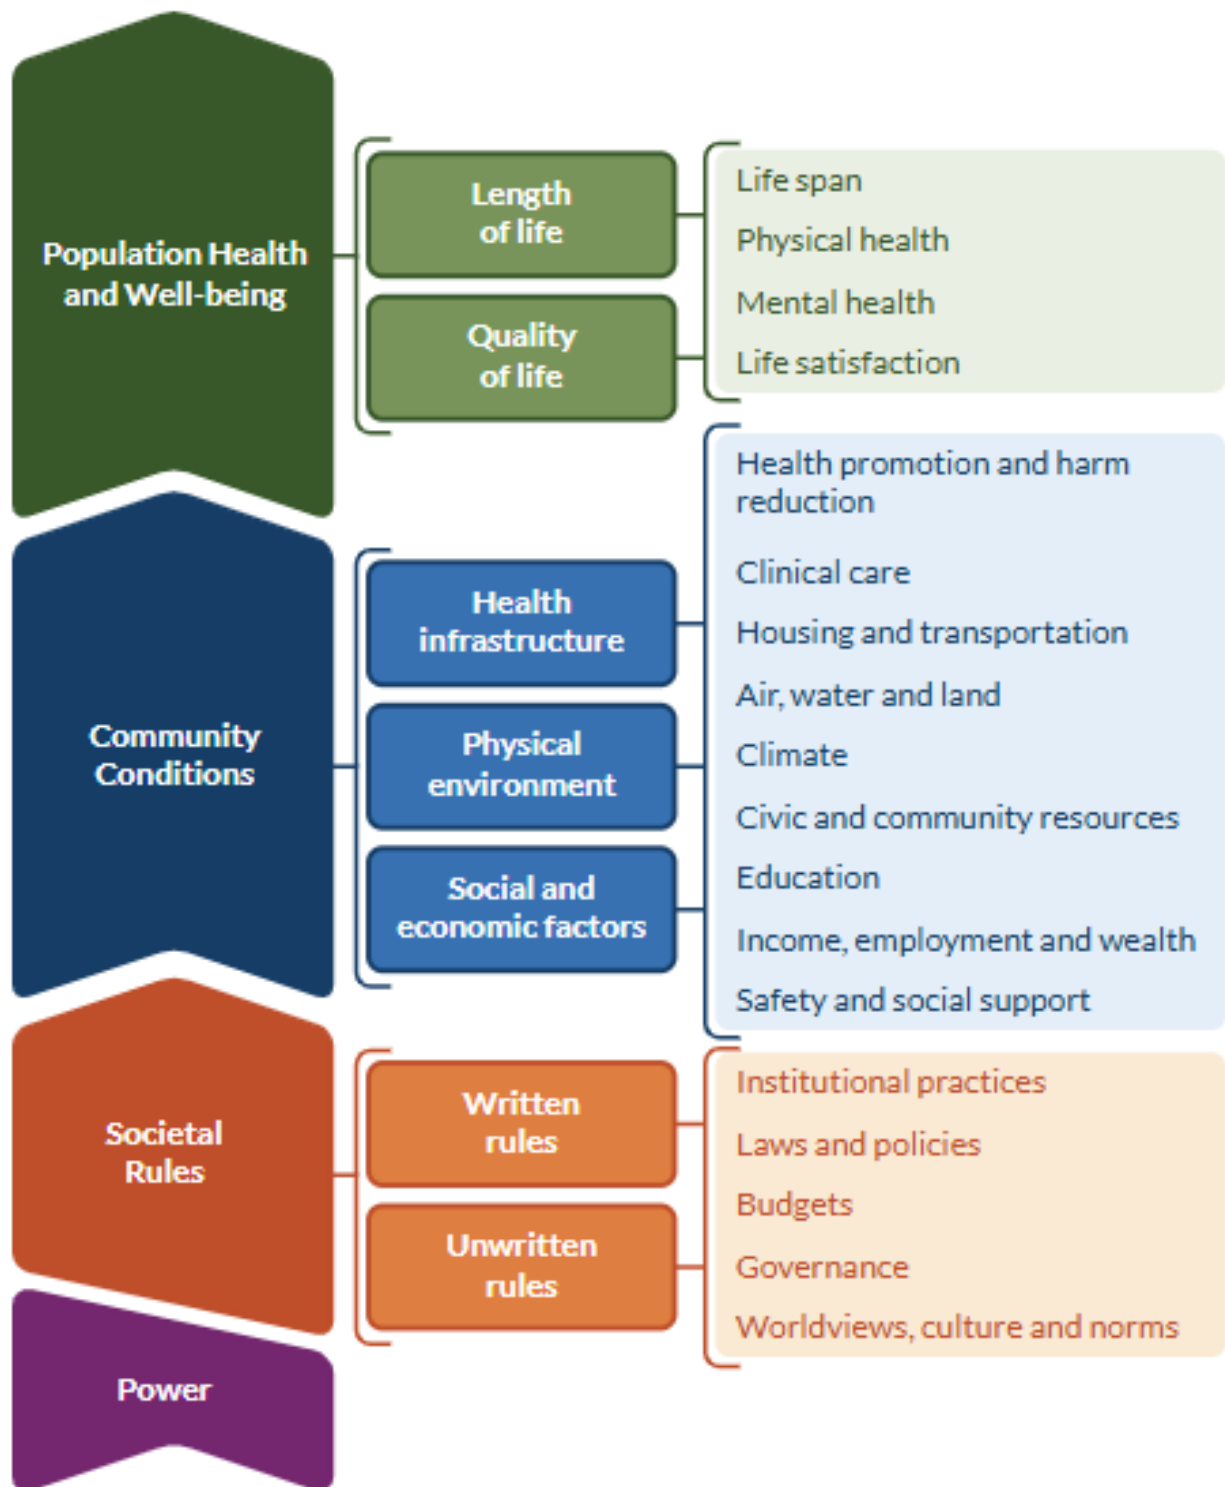 Population Health
and Well-being
Length
of life
Quality
of life
Life span
Physical health
Mental health
Life satisfaction
Community
Conditions
Health
infrastructure
Physical
environment
Social and
economic factors
Health promotion and harm
reduction
Clinical care
Housing and transportation
Air, water and land
Climate
Civic and community resources
Education
Income, employment and wealth
Safety and social support
Societal
Rules
Written
rules
Unwritten
rules
Institutional practices
Laws and policies
Budgets
Governance
Worldviews, culture and norms
Power